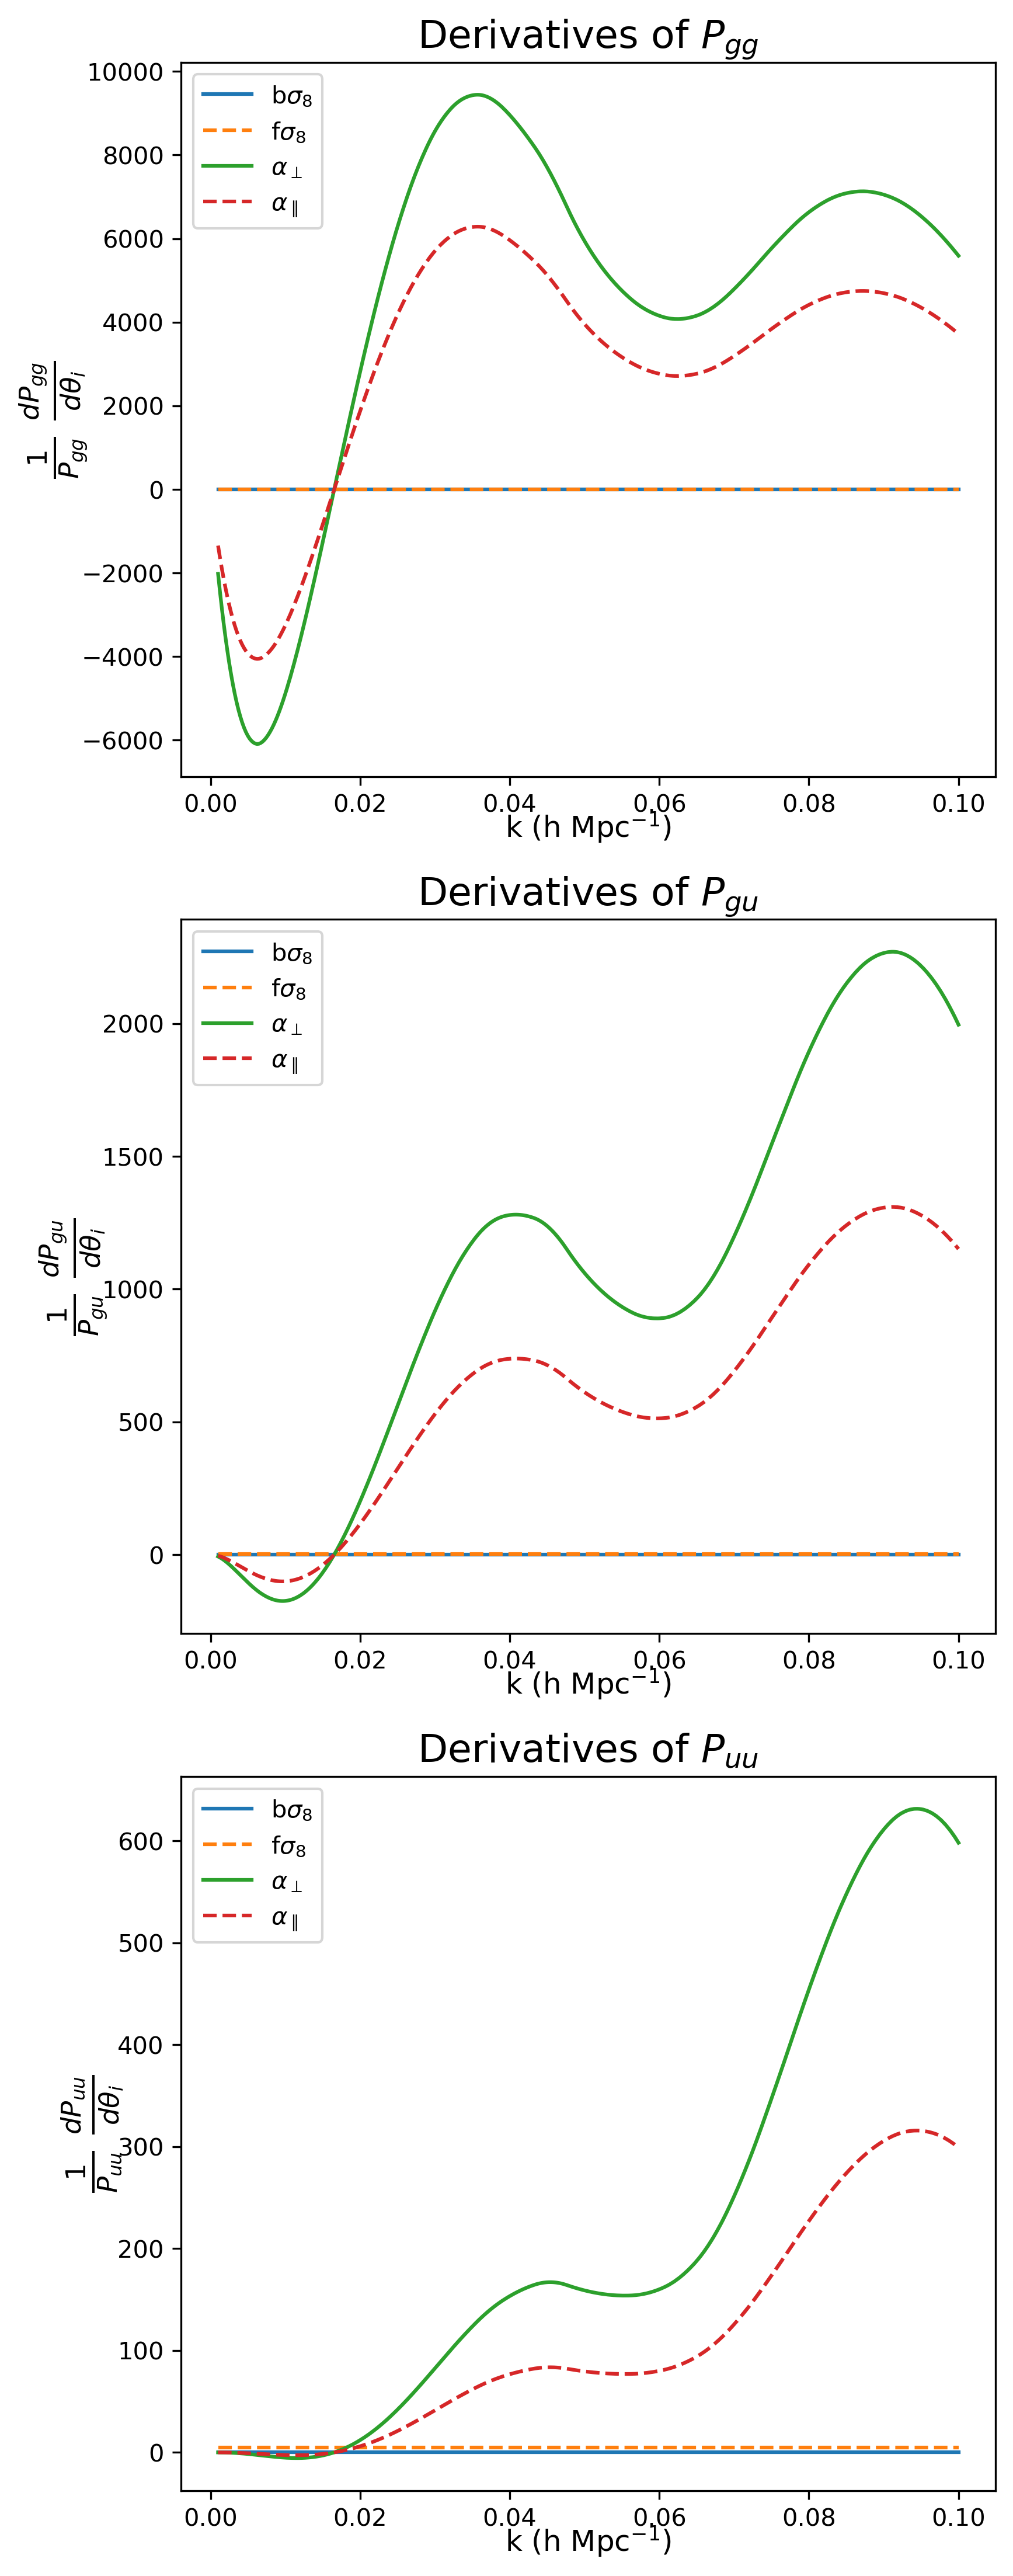 Derivatives of P_gg
10000
8000
6000
4000
2000
0
−2000
−4000
−6000
bσ₈
fσ₈
α⊥
α∥
1/P_gg dP_gg/dθ_i
0.00 0.02 0.04 0.06 0.08 0.10
k (h Mpc⁻¹)
Derivatives of P_gu
2000
1500
1000
500
0
bσ₈
fσ₈
α⊥
α∥
1/P_gu dP_gu/dθ_i
0.00 0.02 0.04 0.06 0.08 0.10
k (h Mpc⁻¹)
Derivatives of P_uu
600
500
400
300
200
100
0
bσ₈
fσ₈
α⊥
α∥
1/P_uu dP_uu/dθ_i
0.00 0.02 0.04 0.06 0.08 0.10
k (h Mpc⁻¹)